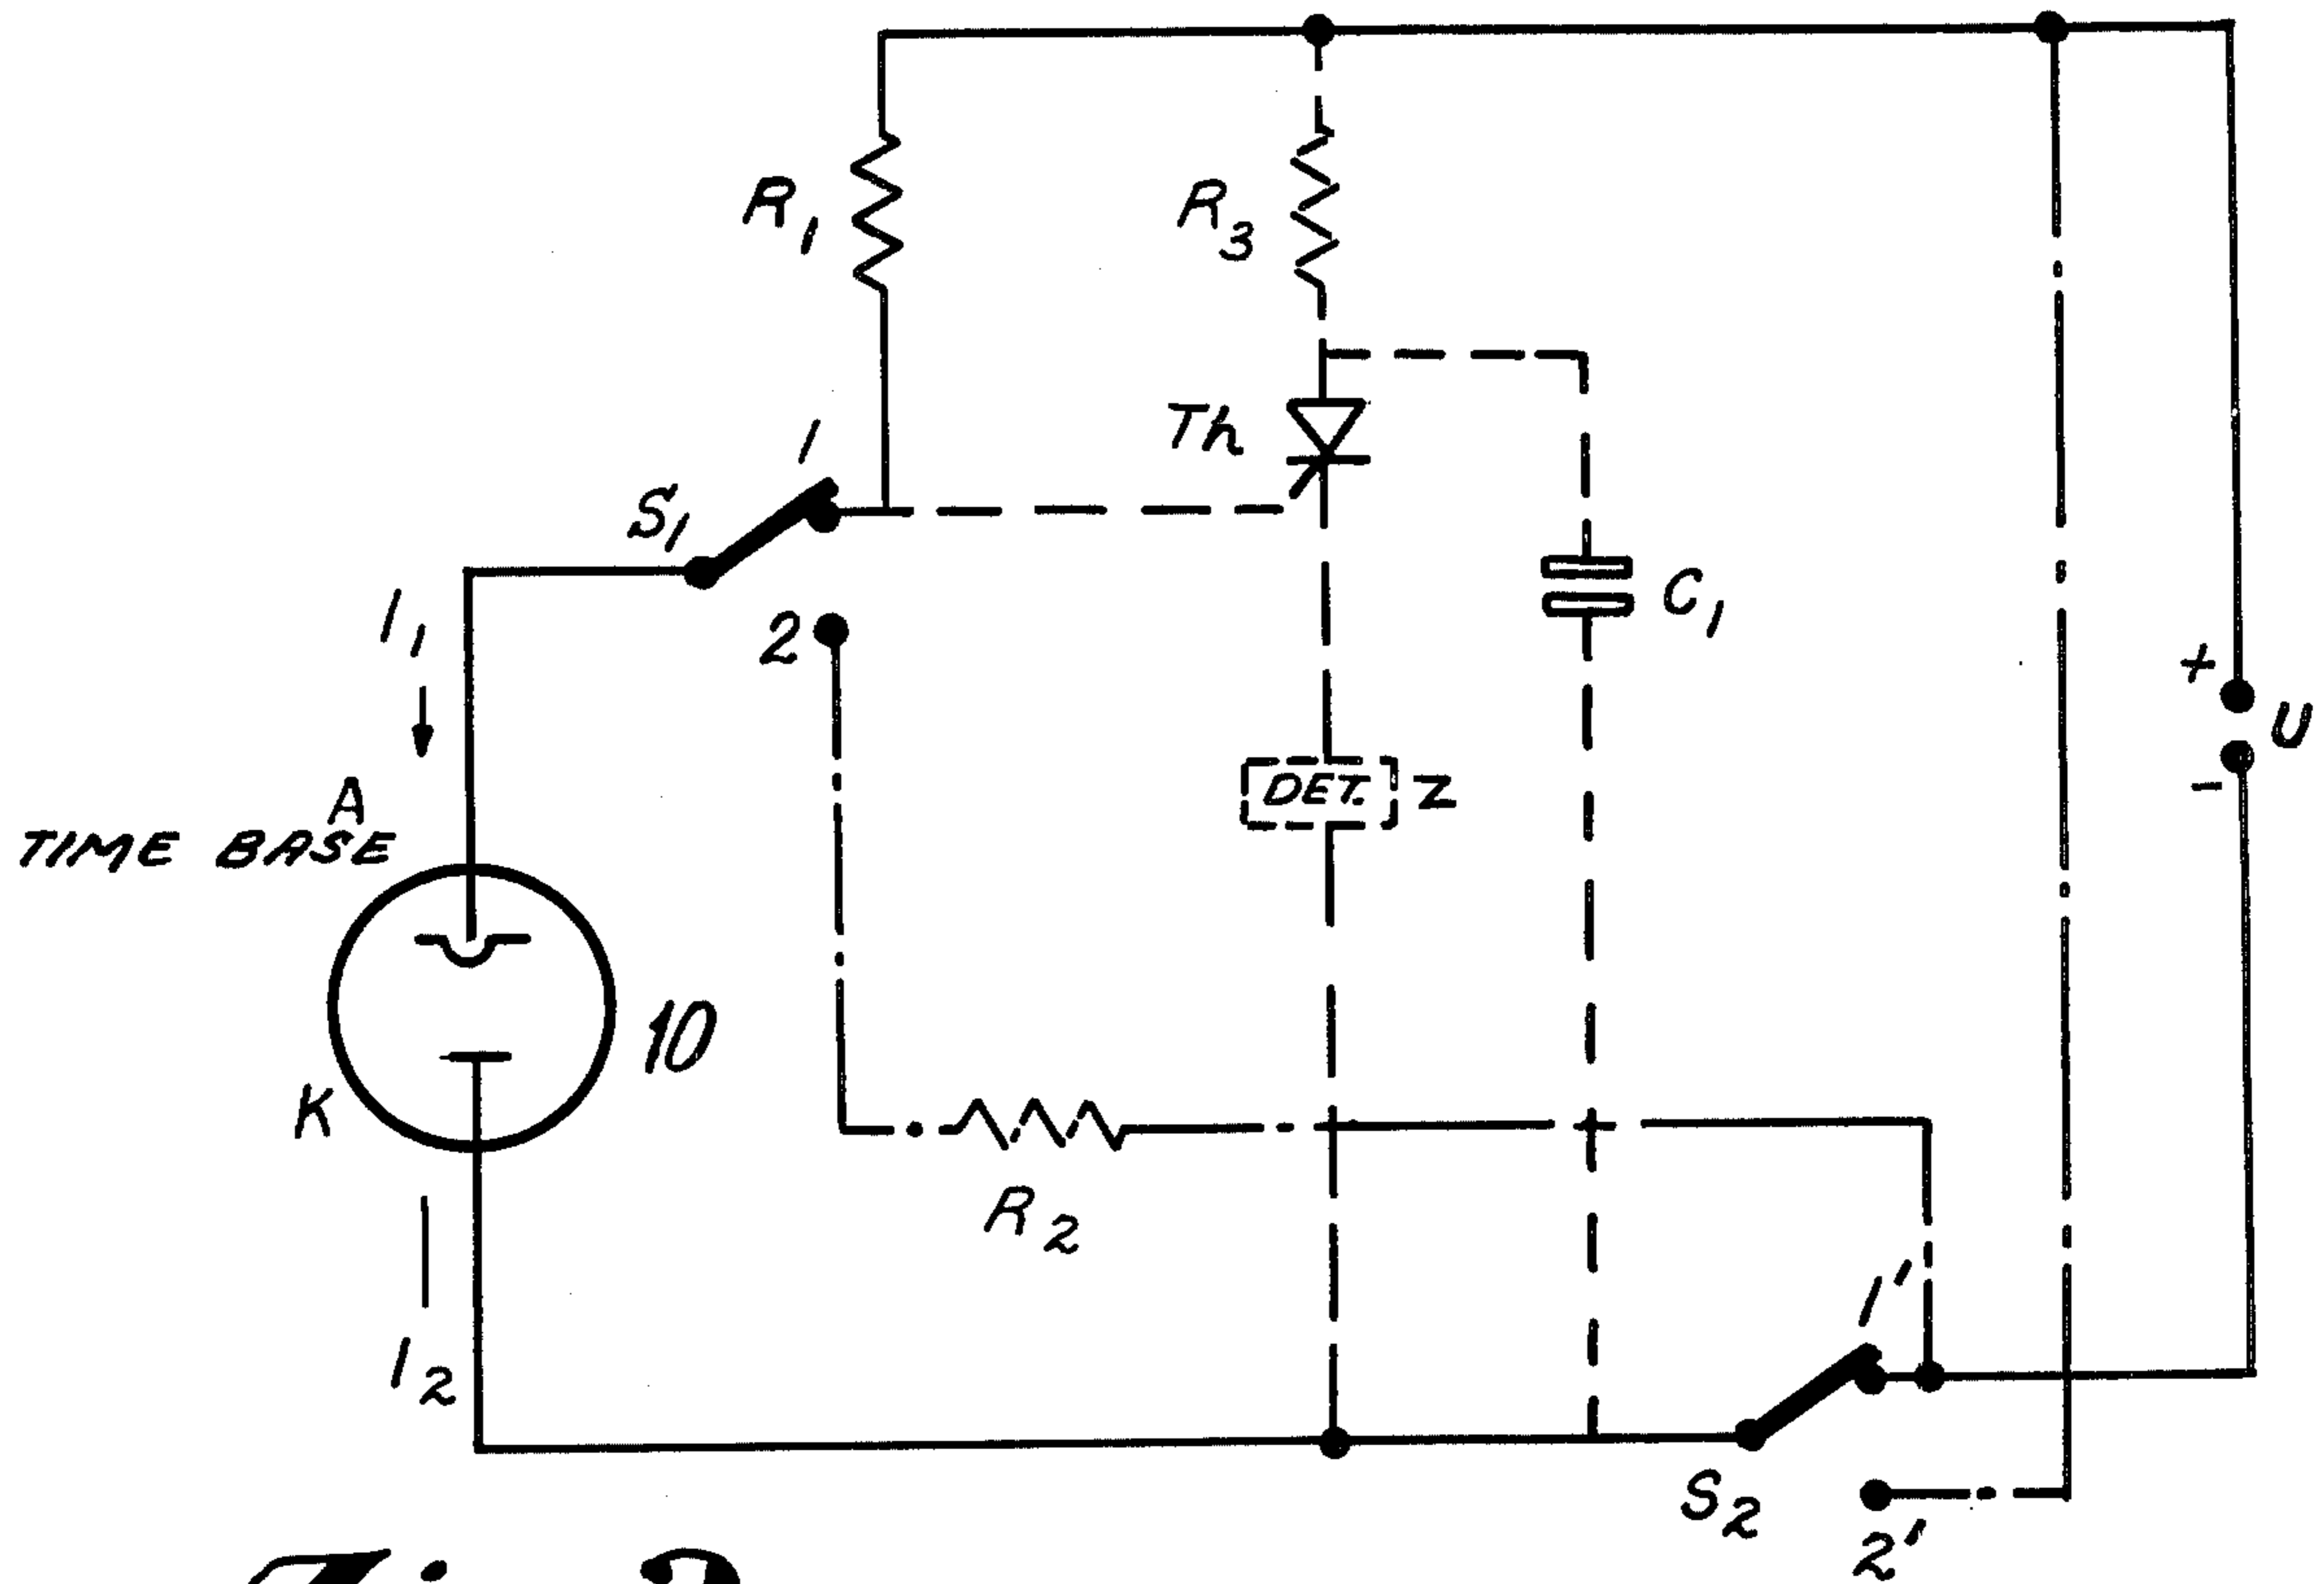 R1
R3
Th
1
S1
C1
2
I1
+
U
-
A
TIME BASE
DET. Z
10
K
R2
1'
I2
S2
2'